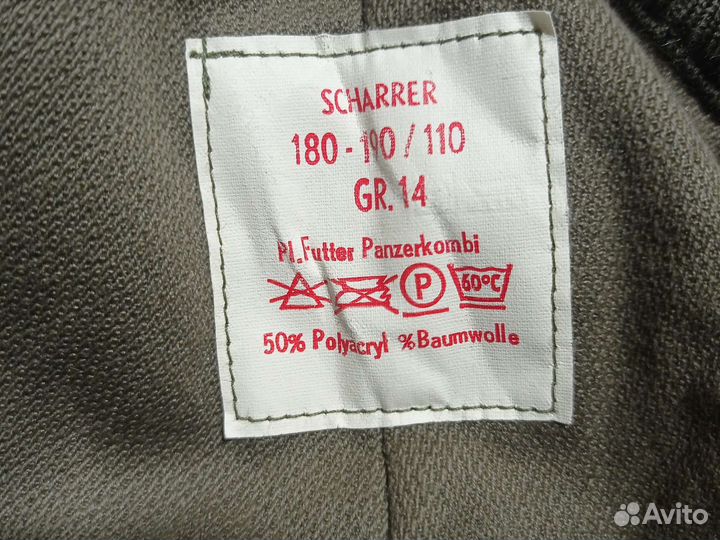 SCHARRER
180-190/110
GR.14
Pl.Futter Panzerkombi
P 60°C
50% Polyacryl %Baumwolle
Avito